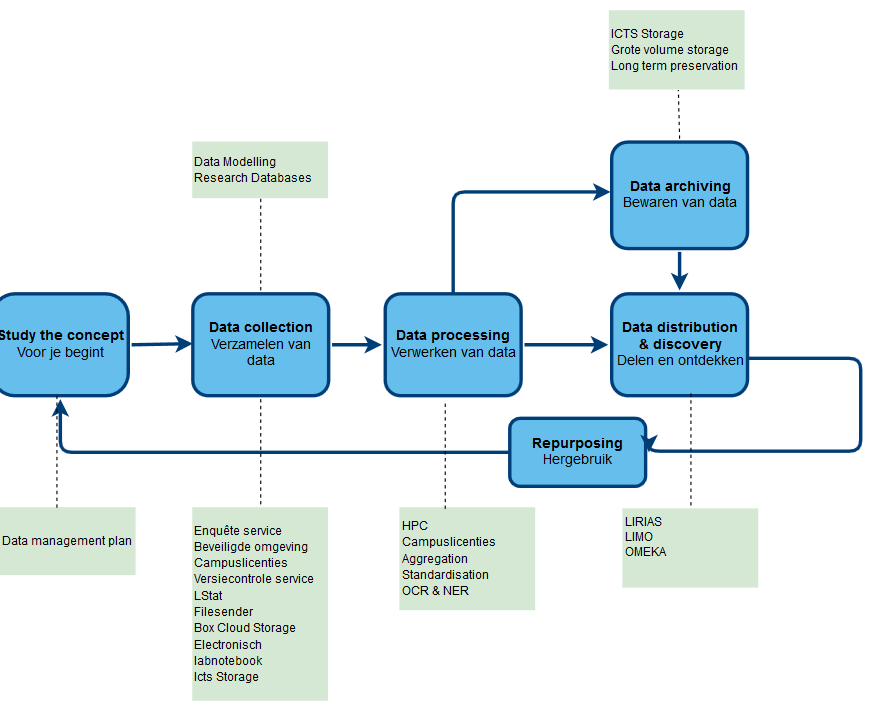 ICTS Storage
Grote volume storage
Long term preservation
Data Modelling
Research Databases
Data archiving
Bewaren van data
Study the concept
Voor je begint
Data collection
Verzamelen van
data
Data processing
Verwerken van data
Data distribution
& discovery
Delen en ontdekken
Repurposing
Hergebruik
Data management plan
Enquête service
Beveiligde omgeving
Campuslicenties
Versiecontrole service
LStat
Filesender
Box Cloud Storage
Electronisch
labnotebook
Icts Storage
HPC
Campuslicenties
Aggregation
Standardisation
OCR & NER
LIRIAS
LIMO
OMEKA